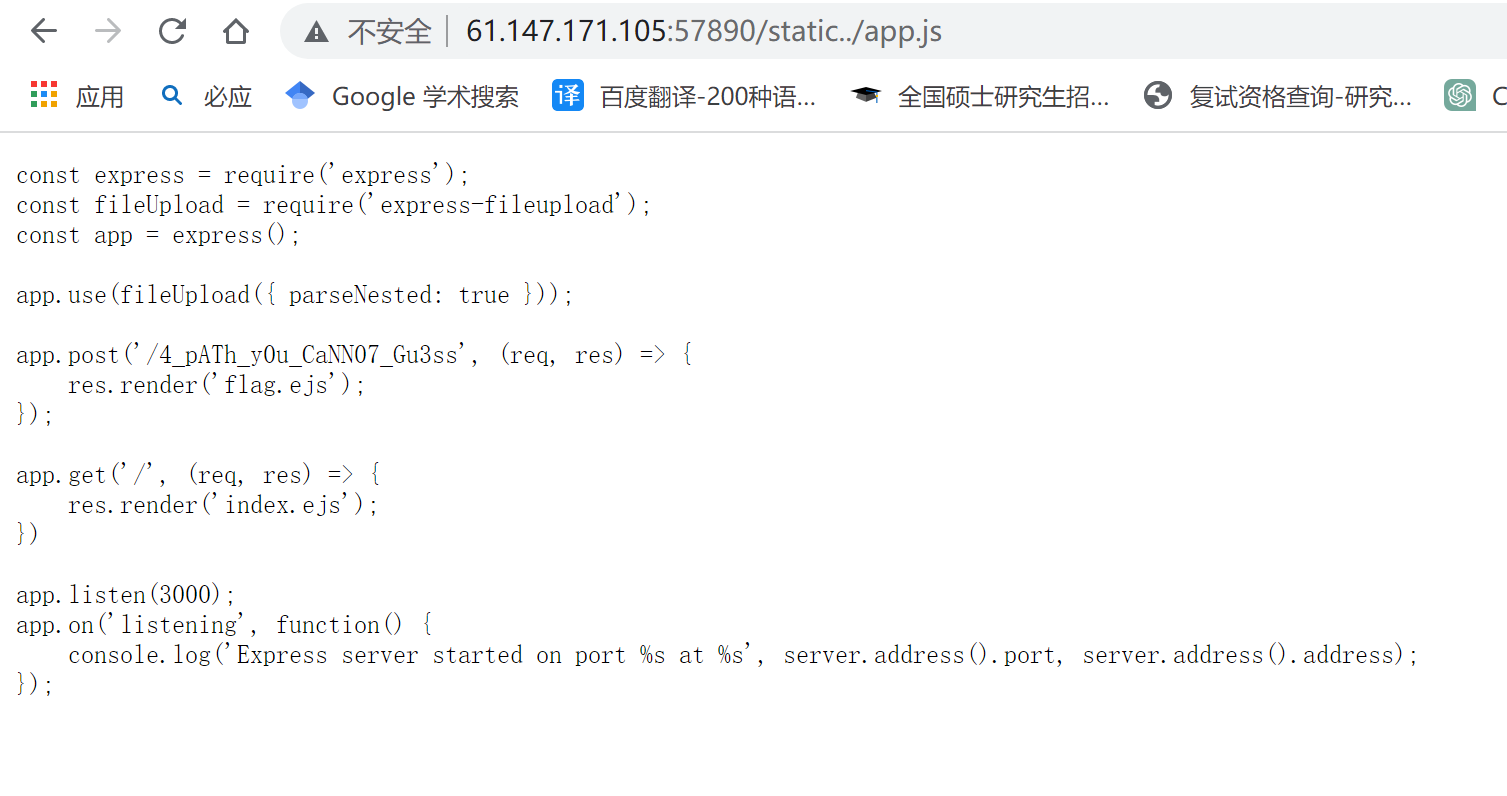 不安全 61.147.171.105:57890/static../app.js
应用 必应 Google 学术搜索 译 百度翻译-200种语... 全国硕士研究生招... 复试资格查询-研究... C
const express = require('express');
const fileUpload = require('express-fileupload');
const app = express();
app.use(fileUpload({ parseNested: true }));
app.post('/4_pATh_y0u_CaNN07_Gu3ss', (req, res) => {
    res.render('flag.ejs');
});
app.get('/', (req, res) => {
    res.render('index.ejs');
})
app.listen(3000);
app.on('listening', function() {
    console.log('Express server started on port %s at %s', server.address().port, server.address().address);
});